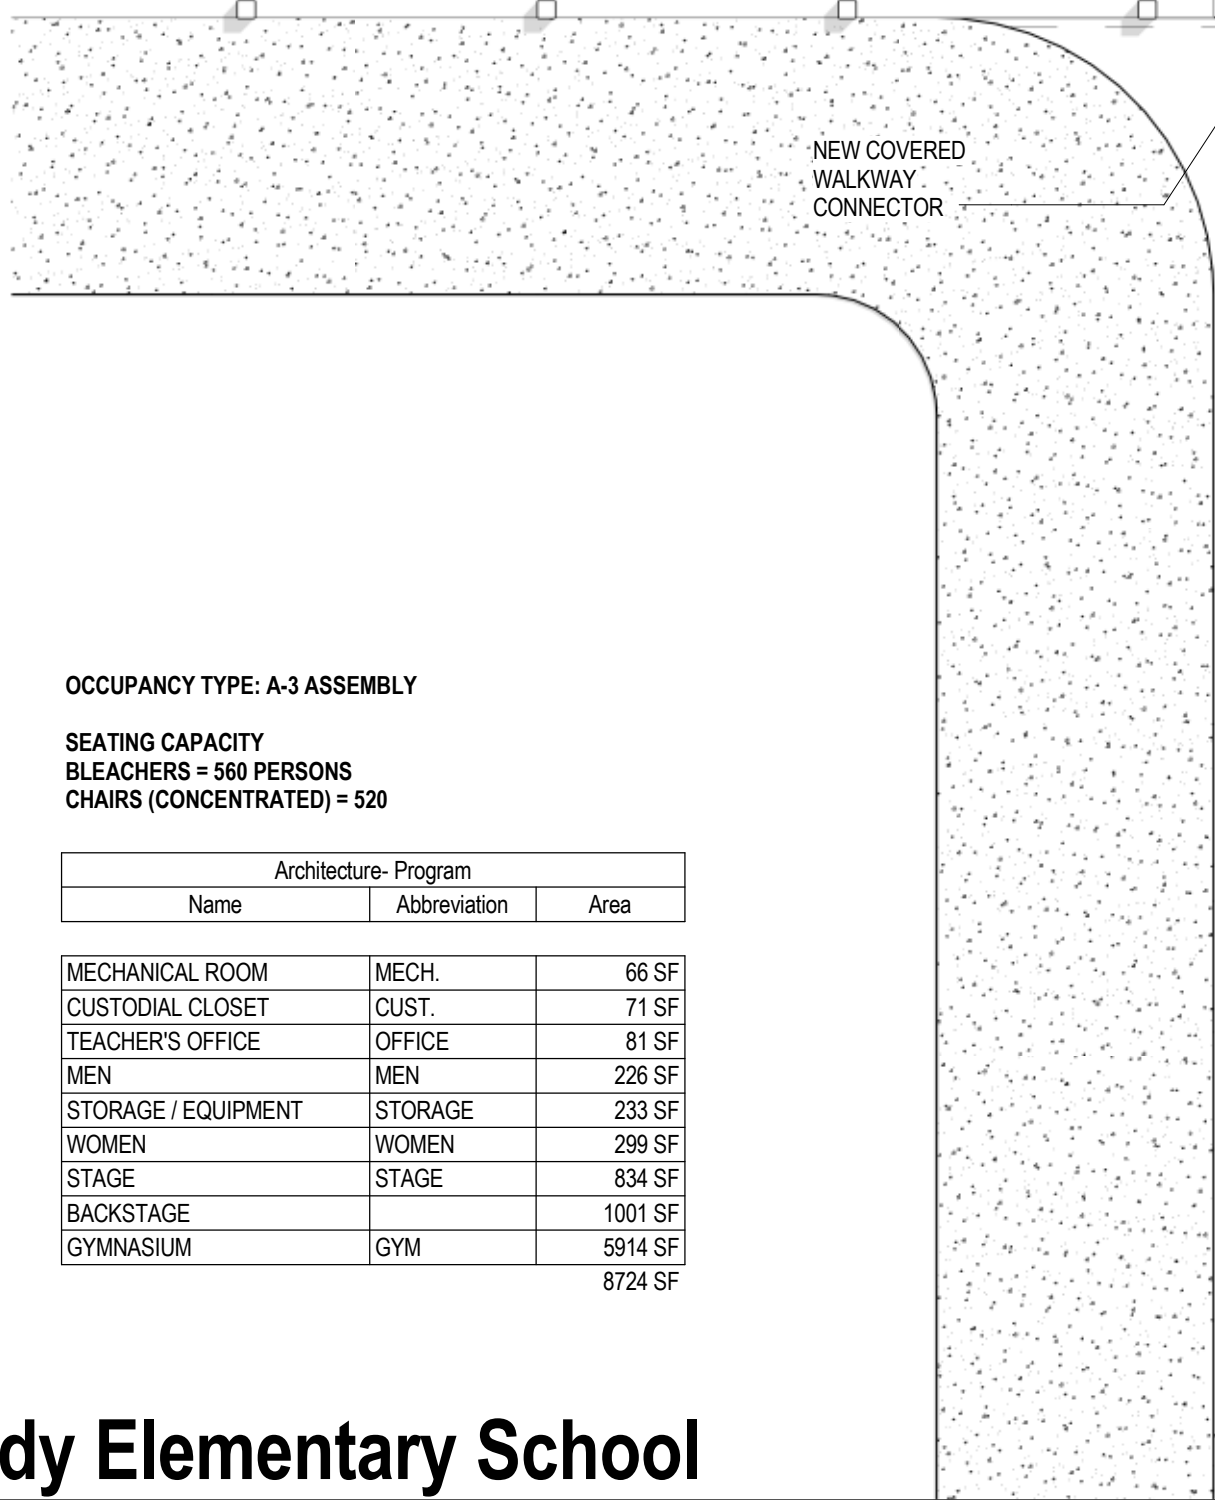 NEW COVERED
WALKWAY
CONNECTOR
OCCUPANCY TYPE: A-3 ASSEMBLY
SEATING CAPACITY
BLEACHERS = 560 PERSONS
CHAIRS (CONCENTRATED) = 520
Architecture- Program
Name Abbreviation Area
MECHANICAL ROOM MECH. 66 SF
CUSTODIAL CLOSET CUST. 71 SF
TEACHER'S OFFICE OFFICE 81 SF
MEN MEN 226 SF
STORAGE / EQUIPMENT STORAGE 233 SF
WOMEN WOMEN 299 SF
STAGE STAGE 834 SF
BACKSTAGE 1001 SF
GYMNASIUM GYM 5914 SF
8724 SF
dy Elementary School